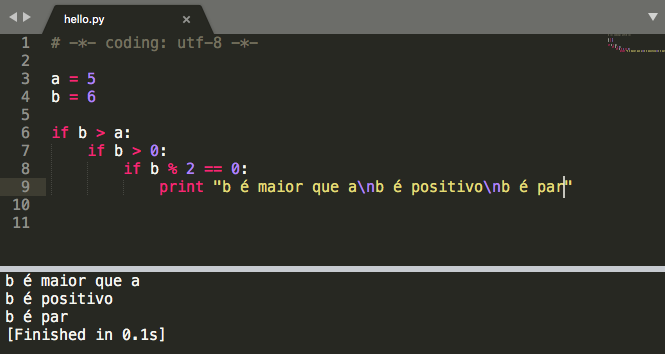 hello.py
1 # -*- coding: utf-8 -*-
2
3 a = 5
4 b = 6
5
6 if b > a:
7     if b > 0:
8         if b % 2 == 0:
9             print "b é maior que a\nb é positivo\nb é par"
10
11
b é maior que a
b é positivo
b é par
[Finished in 0.1s]